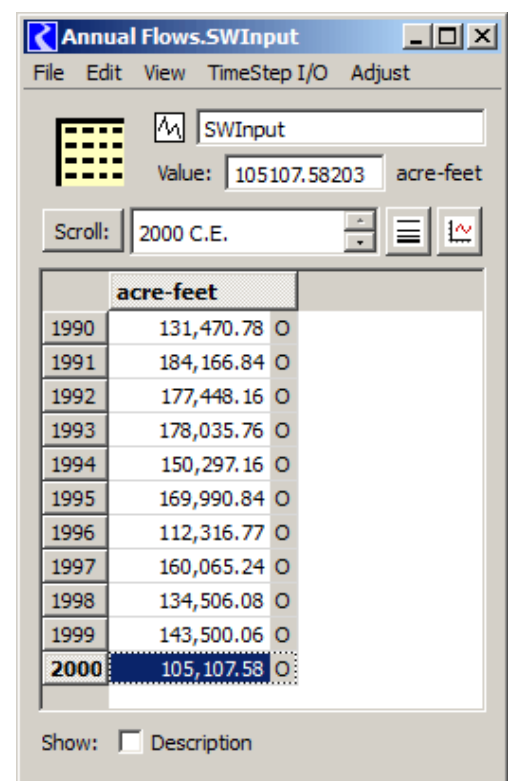 Annual Flows.SWInput
File Edit View TimeStep I/O Adjust
SWInput
Value: 105107.58203 acre-feet
Scroll: 2000 C.E.
acre-feet
1990 131,470.78 O
1991 184,166.84 O
1992 177,448.16 O
1993 178,035.76 O
1994 150,297.16 O
1995 169,990.84 O
1996 112,316.77 O
1997 160,065.24 O
1998 134,506.08 O
1999 143,500.06 O
2000 105,107.58 O
Show: Description